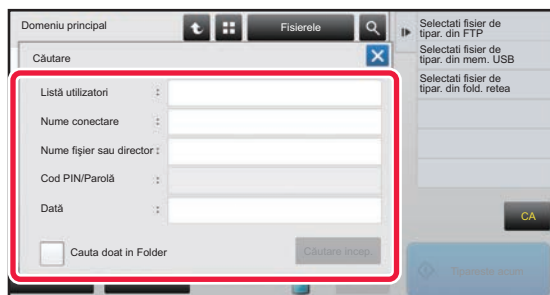 Domeniu principal
Fisierele
Căutare
Listă utilizatori :
Nume conectare :
Nume fişier sau director :
Cod PIN/Parolă :
Dată :
Cauta doat in Folder
Căutare incep.
Selectati fisier de
tipar. din FTP
Selectati fisier de
tipar. din mem. USB
Selectati fisier de
tipar. din fold. retea
CA